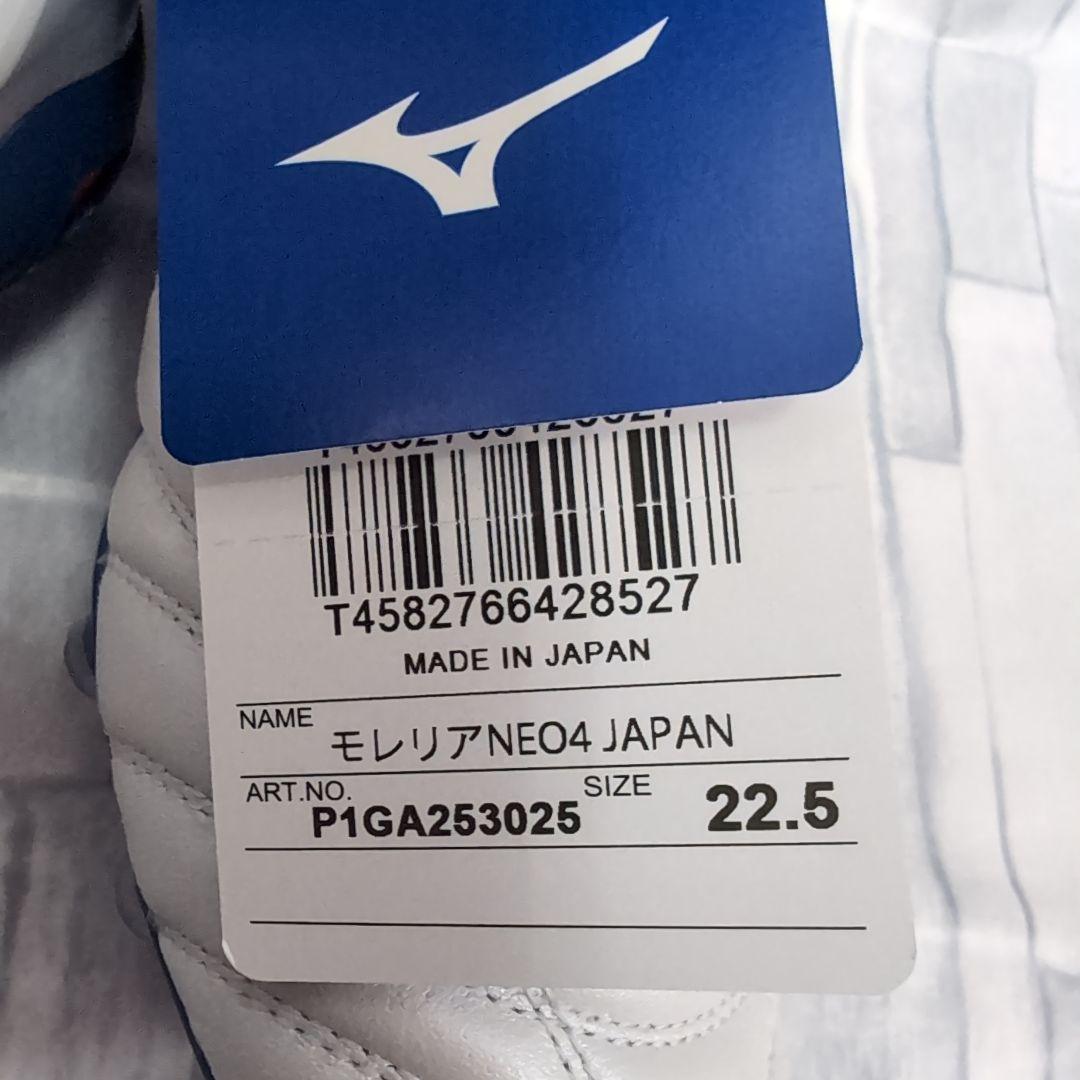 T4582766428527
MADE IN JAPAN
NAME
モレリアNEO4 JAPAN
ART.NO. P1GA253025 SIZE 22.5